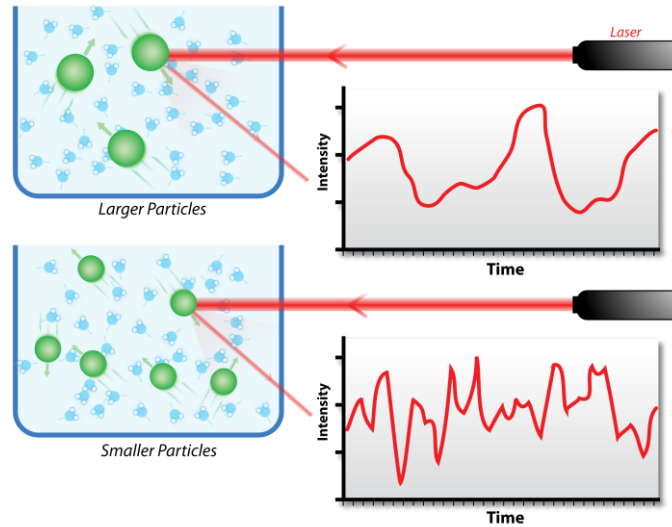 Laser
Intensity
Time
Larger Particles
Intensity
Time
Smaller Particles